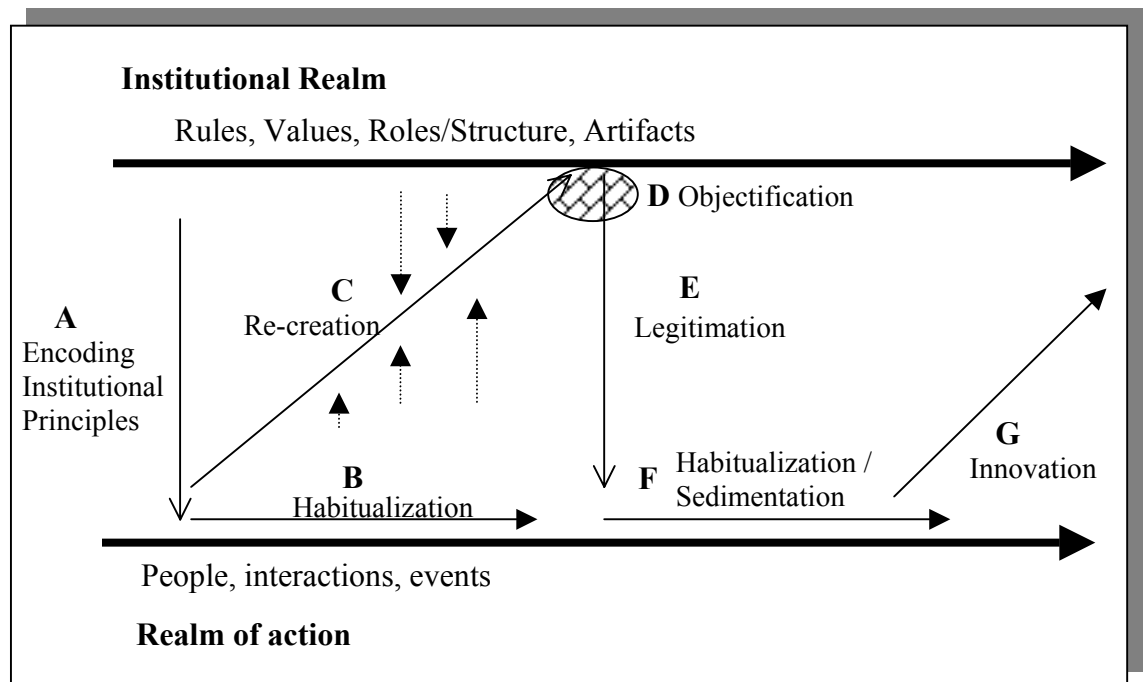 Institutional Realm
Rules, Values, Roles/Structure, Artifacts
D Objectification
A
Encoding
Institutional
Principles
C
Re-creation
E
Legitimation
B
Habitualization
F
Habitualization /
Sedimentation
G
Innovation
People, interactions, events
Realm of action